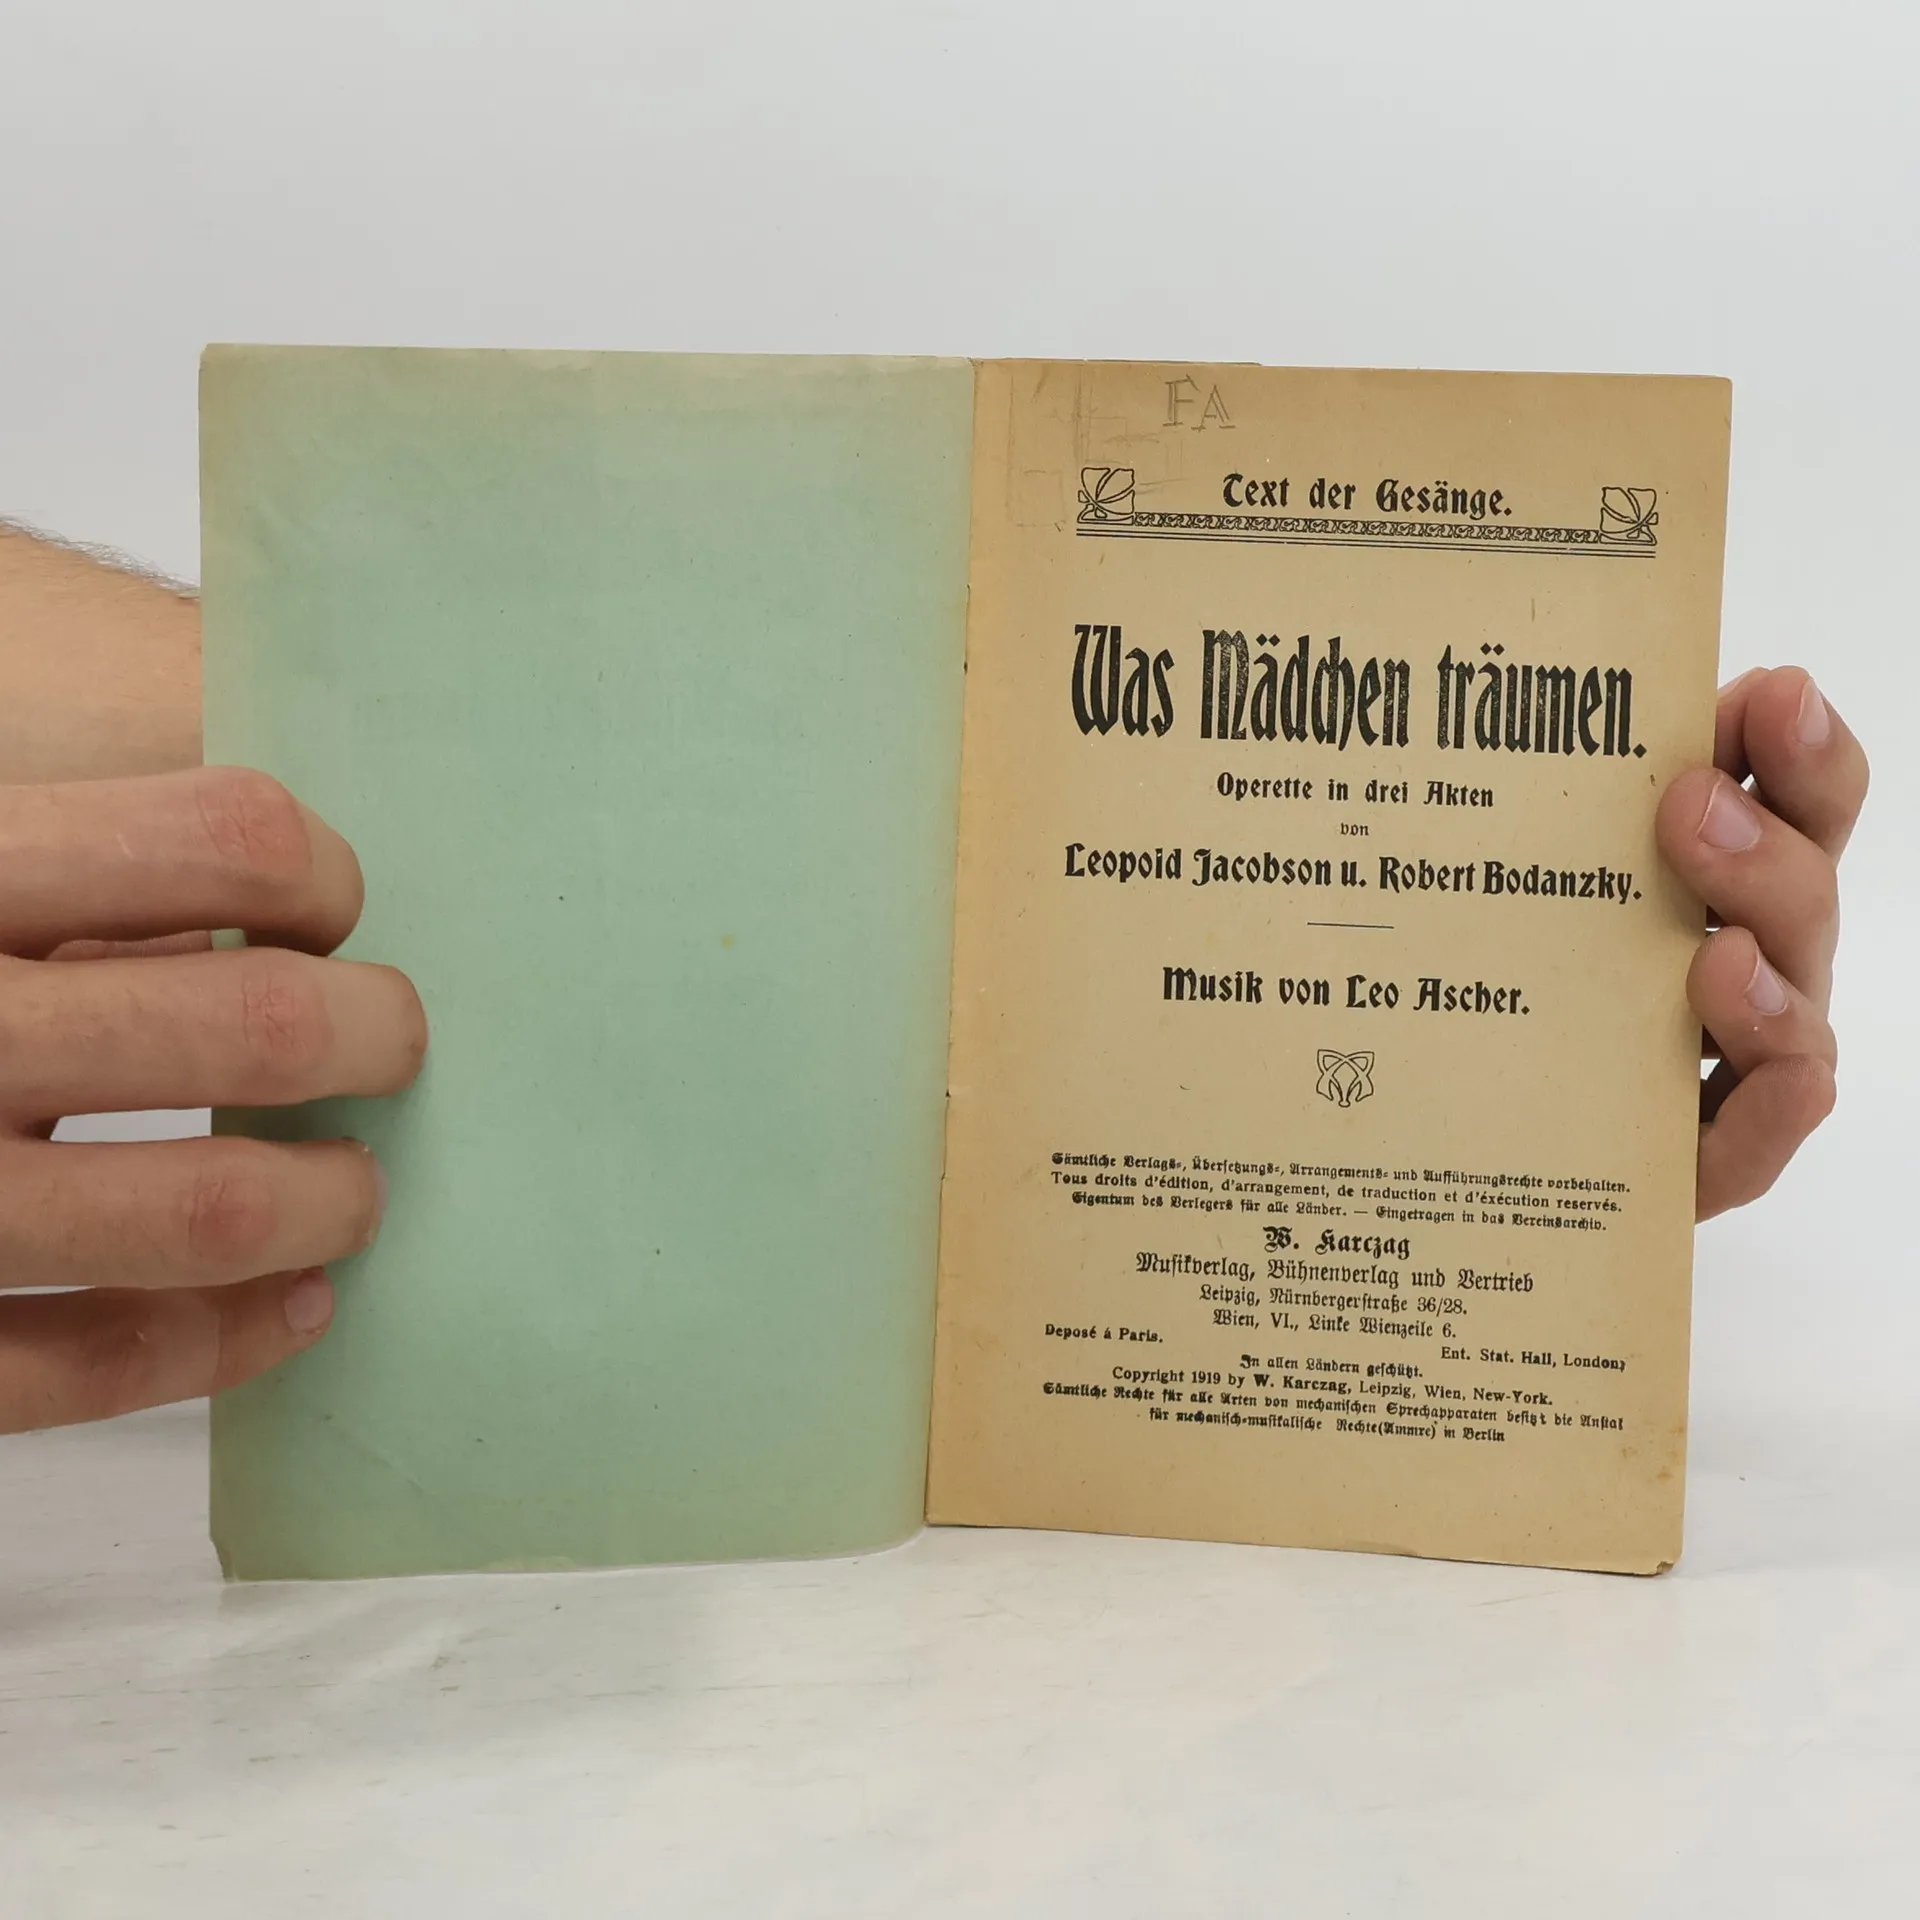 FA
Text der Gesänge.
Was Mädchen träumen.
Operette in drei Akten
von
Leopold Jacobson u. Robert Bodanzky.
Musik von Leo Ascher.
Sämtliche Verlags-, Übersetzungs-, Arrangements- und Aufführungsrechte vorbehalten.
Tous droits d'édition, d'arrangement, de traduction et d'éxécution reservés.
Eigentum des Verlegers für alle Länder. — Eingetragen in das Vereinsarchiv.
W. Karczag
Musikverlag, Bühnenverlag und Vertrieb
Leipzig, Nürnbergerstraße 36/28.
Wien, VI., Linke Wienzeile 6.
Deposé á Paris.
Ent. Stat. Hall, London,
In allen Ländern geschützt.
Copyright 1919 by W. Karczag, Leipzig, Wien, New-York.
Sämtliche Rechte für alle Arten von mechanischen Sprechapparaten besitzt die Anstal
für mechanisch-musikalische Rechte (Ammre) in Berlin